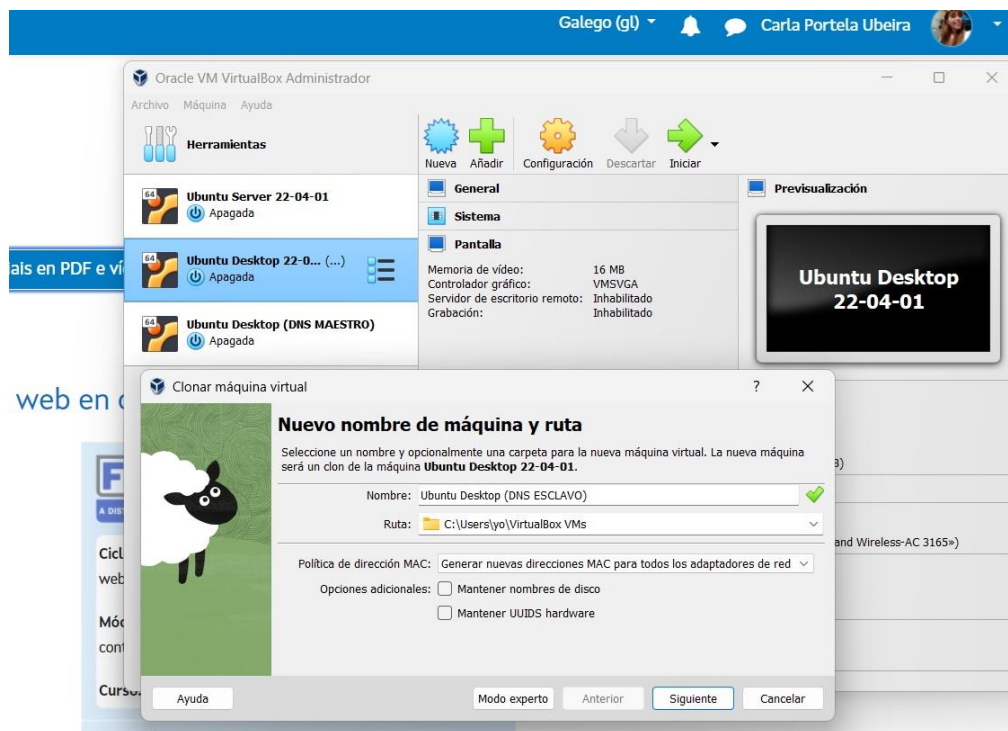 Galego (gl)
Carla Portela Ubeira
Oracle VM VirtualBox Administrador
Archivo Máquina Ayuda
Herramientas
Nueva Añadir Configuración Descartar Iniciar
64 Ubuntu Server 22-04-01
Apagada
64 Ubuntu Desktop 22-0... (...)
Apagada
64 Ubuntu Desktop (DNS MAESTRO)
Apagada
General
Sistema
Pantalla
Memoria de vídeo: 16 MB
Controlador gráfico: VMSVGA
Servidor de escritorio remoto: Inhabilitado
Grabación: Inhabilitado
Previsualización
Ubuntu Desktop
22-04-01
en PDF e
web en
F
A
Clonar máquina virtual ? X
Nuevo nombre de máquina y ruta
Seleccione un nombre y opcionalmente una carpeta para la nueva máquina virtual. La nueva máquina
será un clon de la máquina Ubuntu Desktop 22-04-01.
Nombre: Ubuntu Desktop (DNS ESCLAVO)
Ruta: C:\Users\yo\VirtualBox VMs
Política de dirección MAC: Generar nuevas direcciones MAC para todos los adaptadores de red
Opciones adicionales: Mantener nombres de disco
Mantener UUIDS hardware
Ayuda Modo experto Anterior Siguiente Cancelar
and Wireless-AC 3165»)
Cicl
web
Mód
cont
Curso.